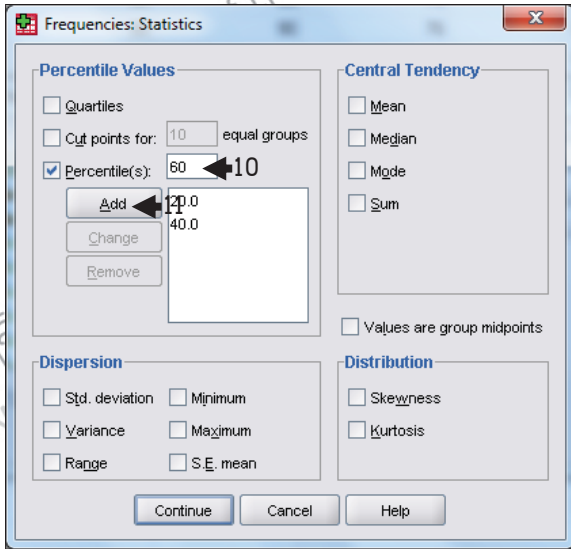 Frequencies: Statistics
Percentile Values
Quartiles
Cut points for: 10 equal groups
Percentile(s): 60 10
Add 11
20.0
40.0
Change
Remove
Central Tendency
Mean
Median
Mode
Sum
Values are group midpoints
Dispersion
Std. deviation Minimum
Variance Maximum
Range S.E. mean
Distribution
Skewness
Kurtosis
Continue Cancel Help